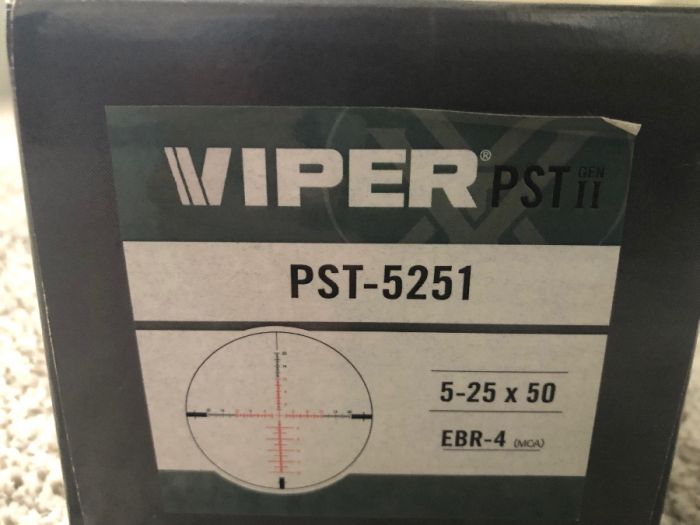 VIPER® PST GEN II
PST-5251
5-25 x 50
EBR-4 (MOA)